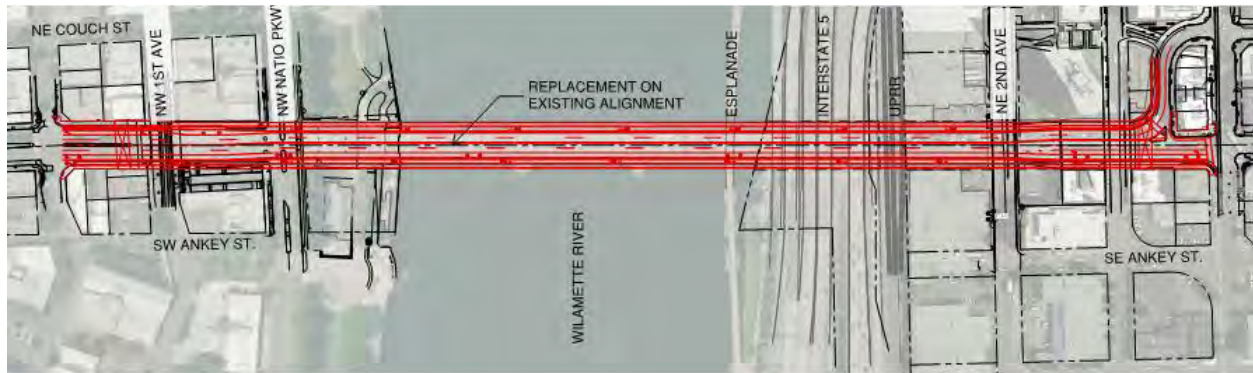 NE COUCH ST
NW 1ST AVE
NW NATIO PKWY
REPLACEMENT ON
EXISTING ALIGNMENT
ESPLANADE
INTERSTATE 5
UPRR
NE 2ND AVE
WILAMETTE RIVER
SW ANKEY ST.
SE ANKEY ST.